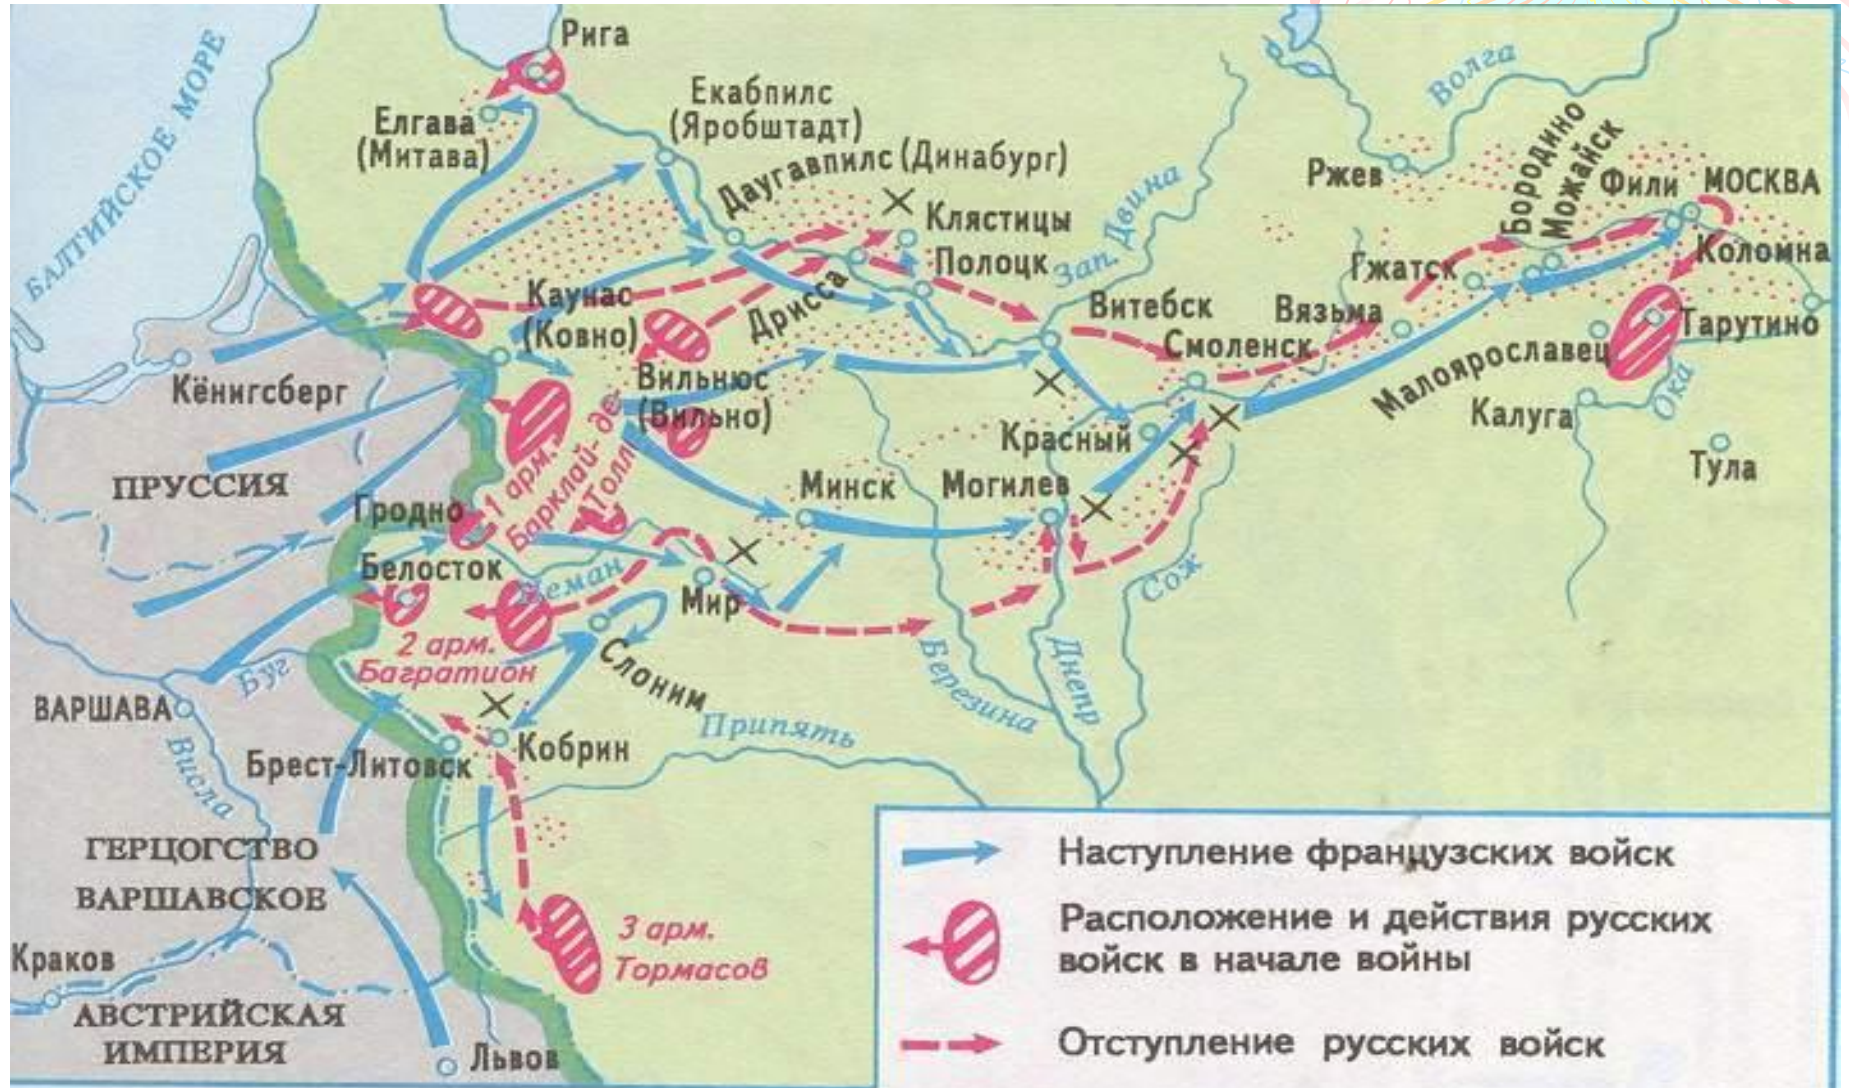 Рига
БАЛТИЙСКОЕ МОРЕ
Елгава
(Митава)
Екабпилс
(Яробштадт)
Даугавпилс (Динабург)
Клястицы
Полоцк
Зап. Двина
Волга
Ржев
Бородино
Можайск
Фили
МОСКВА
Коломна
Гжатск
Вязьма
Витебск
Смоленск
Дрисса
Каунас
(Ковно)
Кёнигсберг
Вильнюс
(Вильно)
Малоярославец
Тарутино
Калуга
Ока
Тула
Красный
Могилев
Минск
ПРУССИЯ
Гродно
1 арм.
Барклай-де-
Толли
Белосток
Неман
Мир
Сож
2 арм.
Багратион
Слоним
Березина
Днепр
Буг
ВАРШАВА
Висла
Припять
Кобрин
Брест-Литовск
ГЕРЦОГСТВО
ВАРШАВСКОЕ
3 арм.
Тормасов
Краков
АВСТРИЙСКАЯ
ИМПЕРИЯ
Львов
Наступление французских войск
Расположение и действия русских
войск в начале войны
Отступление русских войск